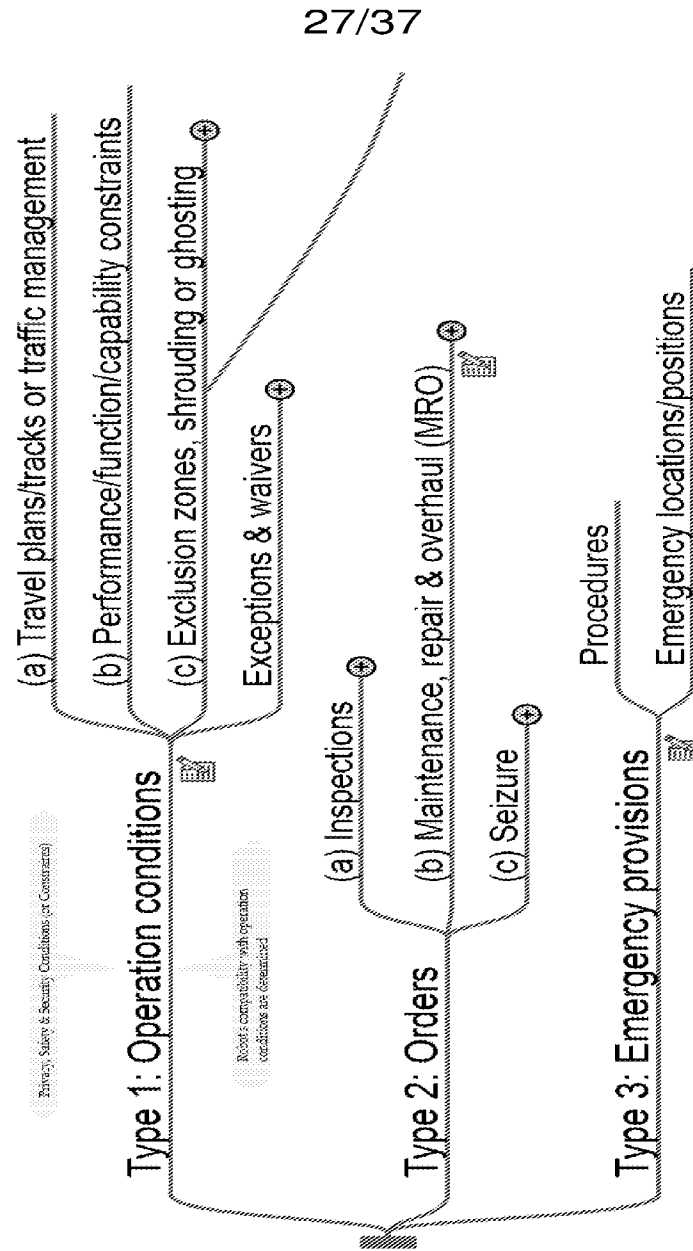 27/37
Privacy, Safety & Security Conditions (or Constraints)
Type 1: Operation conditions
Robot's compatibility with operation
conditions are determined
(a) Travel plans/tracks or traffic management
(b) Performance/function/capability constraints
(c) Exclusion zones, shrouding or ghosting
Exceptions & waivers
Type 2: Orders
(a) Inspections
(b) Maintenance, repair & overhaul (MRO)
(c) Seizure
Type 3: Emergency provisions
Procedures
Emergency locations/positions